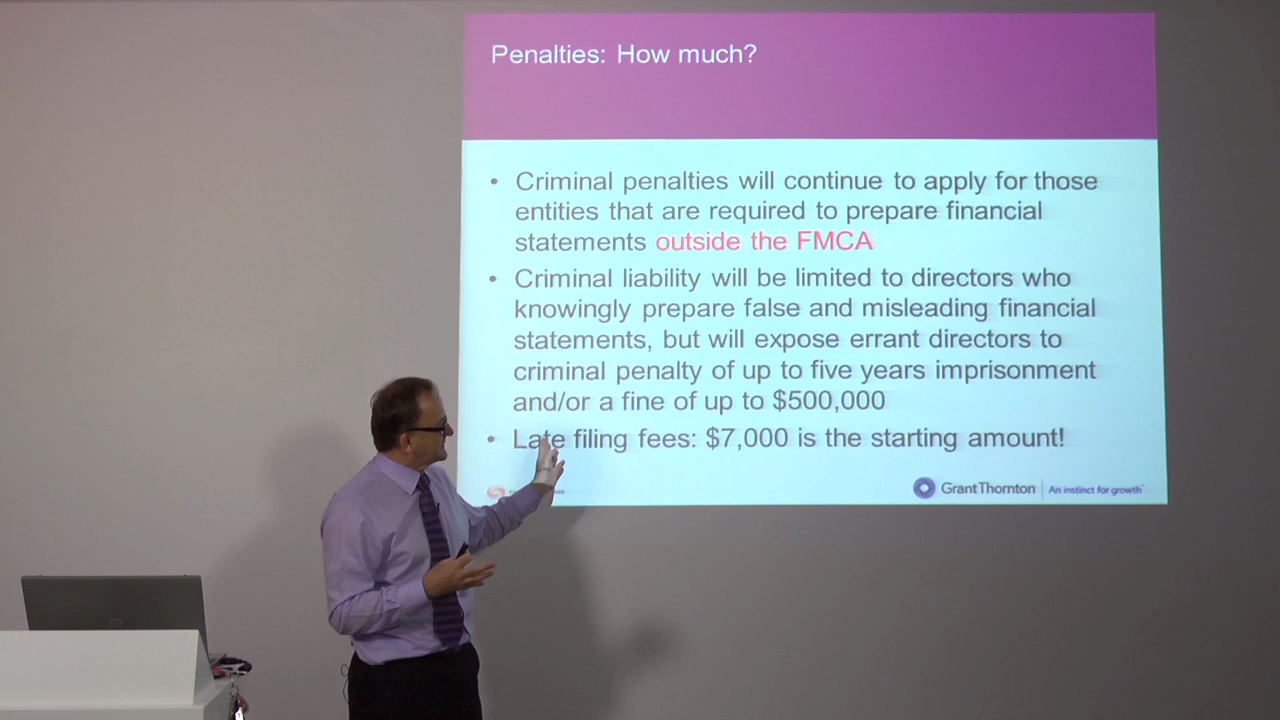 Penalties: How much?
• Criminal penalties will continue to apply for those
entities that are required to prepare financial
statements outside the FMCA
• Criminal liability will be limited to directors who
knowingly prepare false and misleading financial
statements, but will expose errant directors to
criminal penalty of up to five years imprisonment
and/or a fine of up to $500,000
• Late filing fees: $7,000 is the starting amount!
GrantThornton | An instinct for growth™